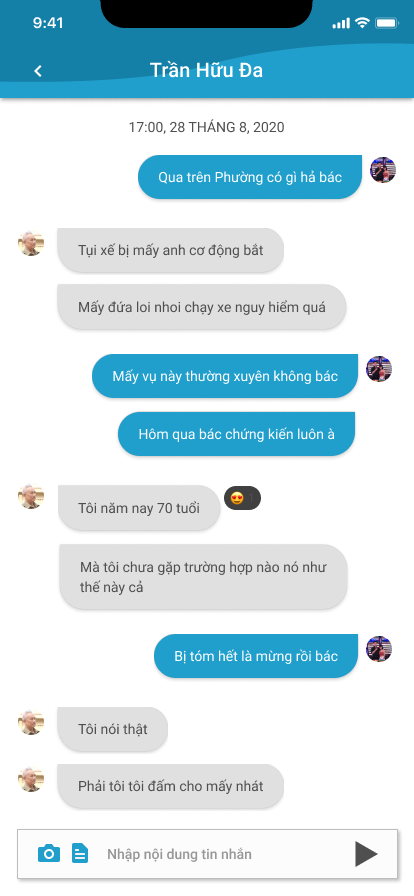 9:41
Trần Hữu Đa
17:00, 28 THÁNG 8, 2020
Qua trên Phường có gì hả bác
Tụi xế bị mấy anh cơ động bắt
Mấy đứa loi nhoi chạy xe nguy hiểm quá
Mấy vụ này thường xuyên không bác
Hôm qua bác chứng kiến luôn à
Tôi năm nay 70 tuổi
Mà tôi chưa gặp trường hợp nào nó như
thế này cả
Bị tóm hết là mừng rồi bác
Tôi nói thật
Phải tôi tôi đấm cho mấy nhát
Nhập nội dung tin nhắn